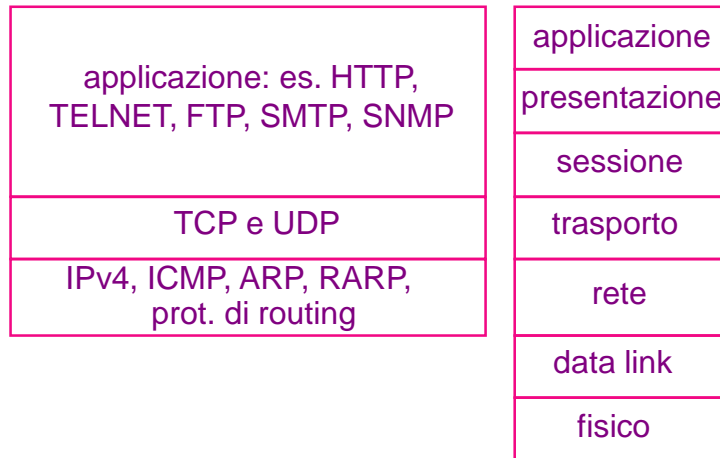 applicazione: es. HTTP,
TELNET, FTP, SMTP, SNMP
TCP e UDP
IPv4, ICMP, ARP, RARP,
prot. di routing
applicazione
presentazione
sessione
trasporto
rete
data link
fisico